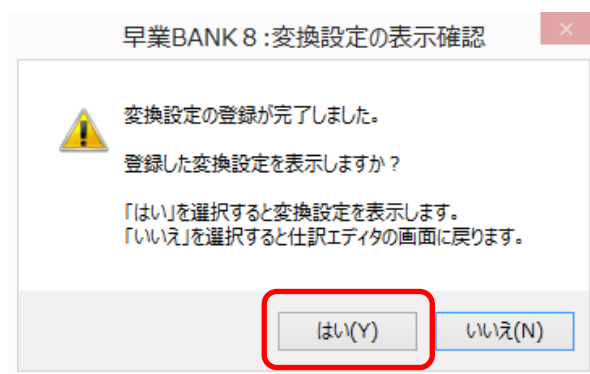 早業BANK 8 :変換設定の表示確認
変換設定の登録が完了しました。
登録した変換設定を表示しますか？
「はい」を選択すると変換設定を表示します。
「いいえ」を選択すると仕訳エディタの画面に戻ります。
はい(Y)
いいえ(N)